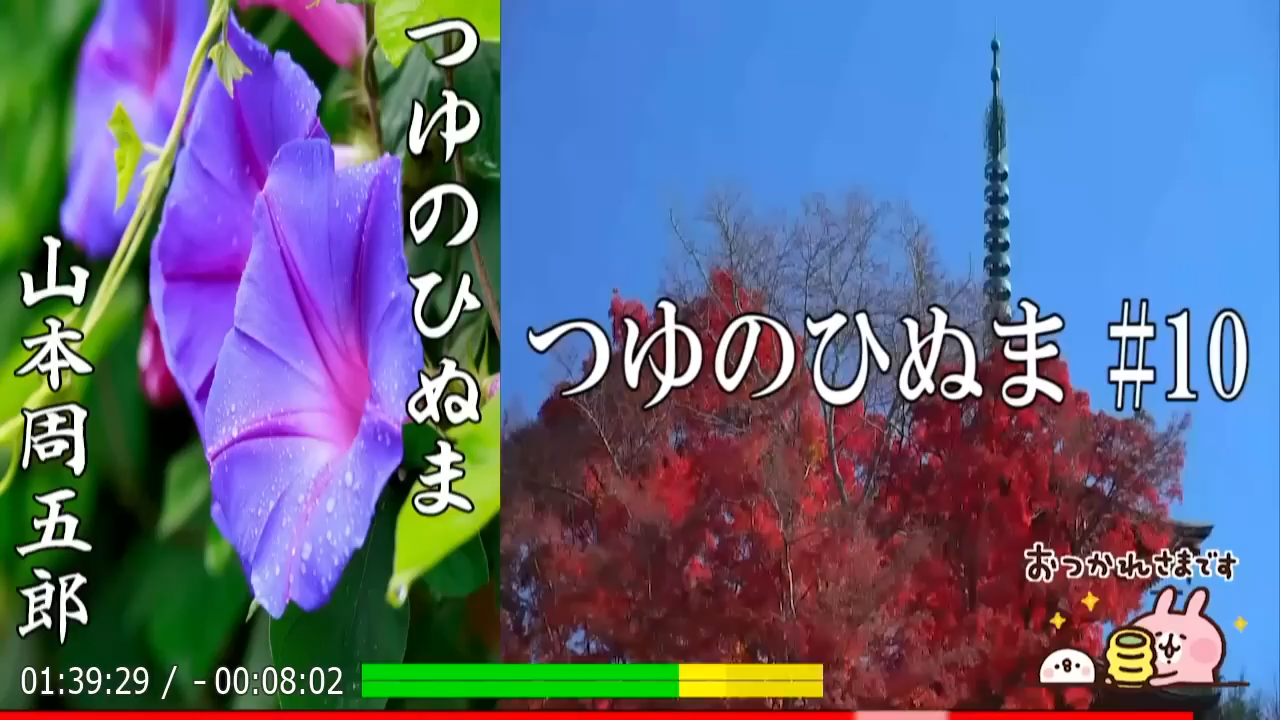 つゆのひぬま
山本周五郎
つゆのひぬま #10
おつかれさまです
01:39:29 / -00:08:02